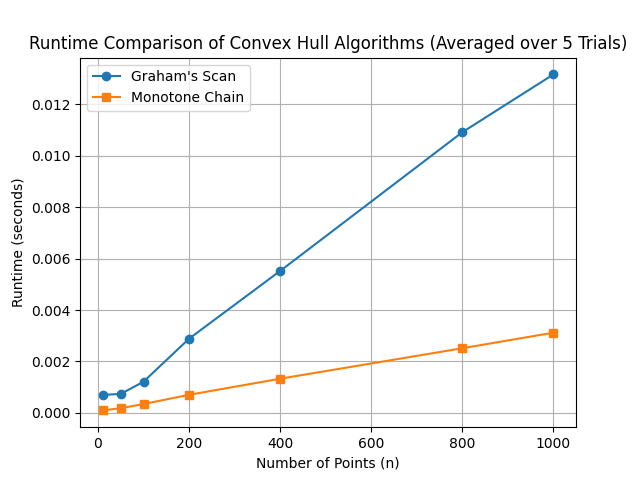 Runtime Comparison of Convex Hull Algorithms (Averaged over 5 Trials)
Graham's Scan
Monotone Chain
0.012
0.010
0.008
0.006
0.004
0.002
0.000
Runtime (seconds)
0 200 400 600 800 1000
Number of Points (n)